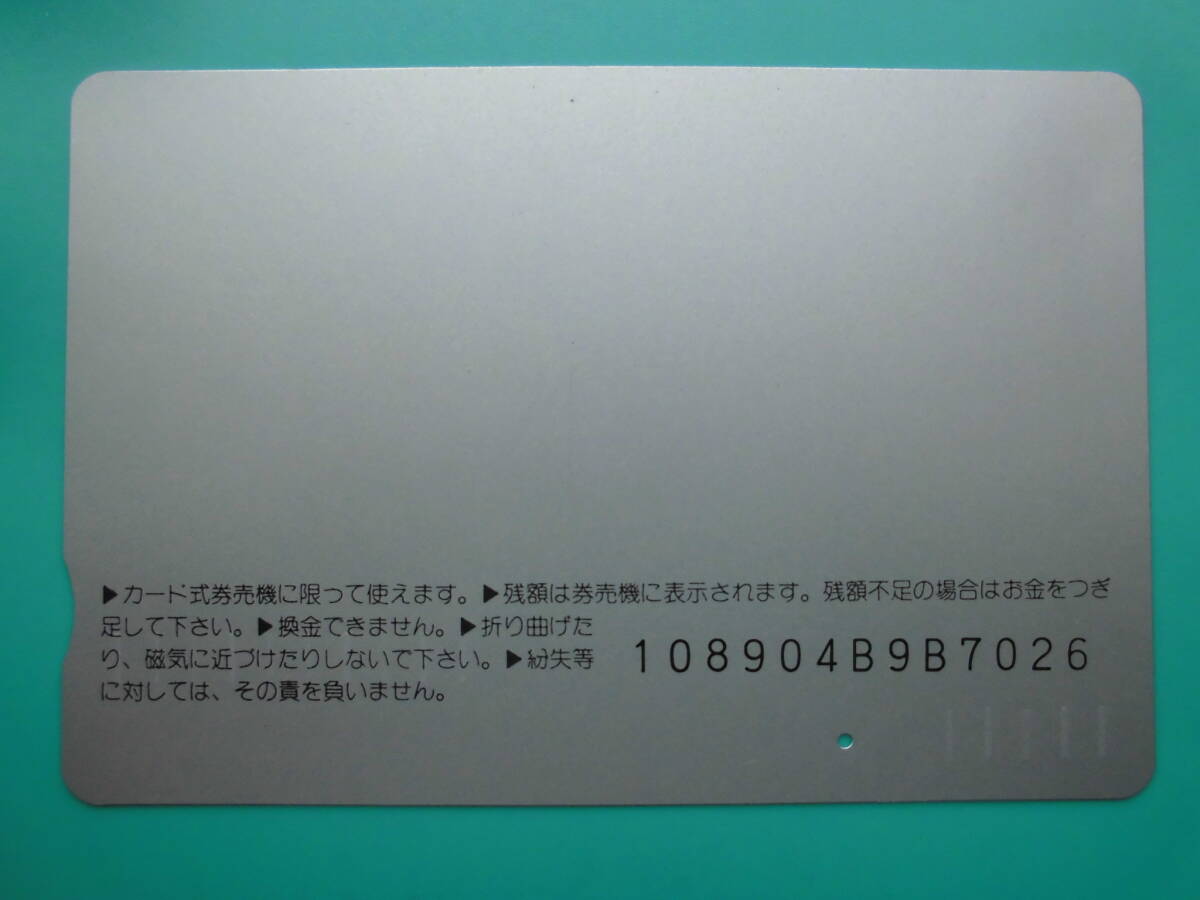 ▶カード式券売機に限って使えます。▶残額は券売機に表示されます。残額不足の場合はお金をつぎ
足して下さい。▶換金できません。▶折り曲げた
り、磁気に近づけたりしないで下さい。▶紛失等
に対しては、その責を負いません。
108904B9B7026